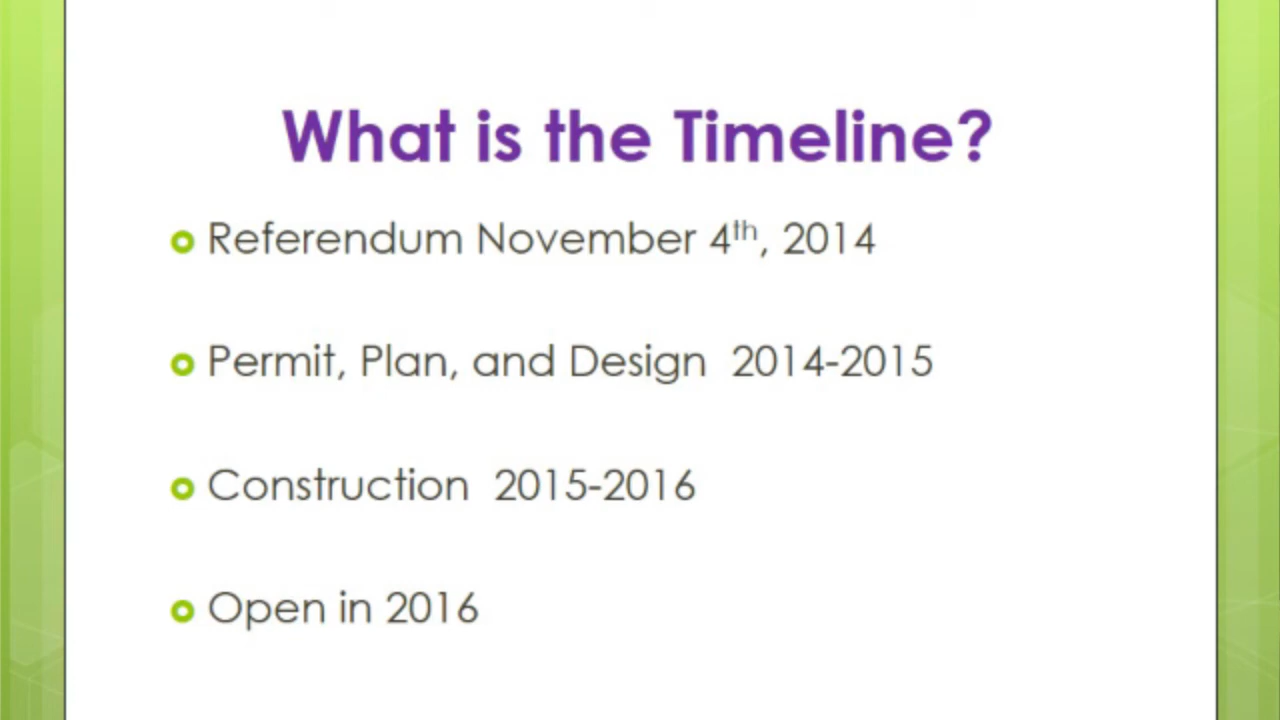 What is the Timeline?
Referendum November 4th, 2014
Permit, Plan, and Design 2014-2015
Construction 2015-2016
Open in 2016